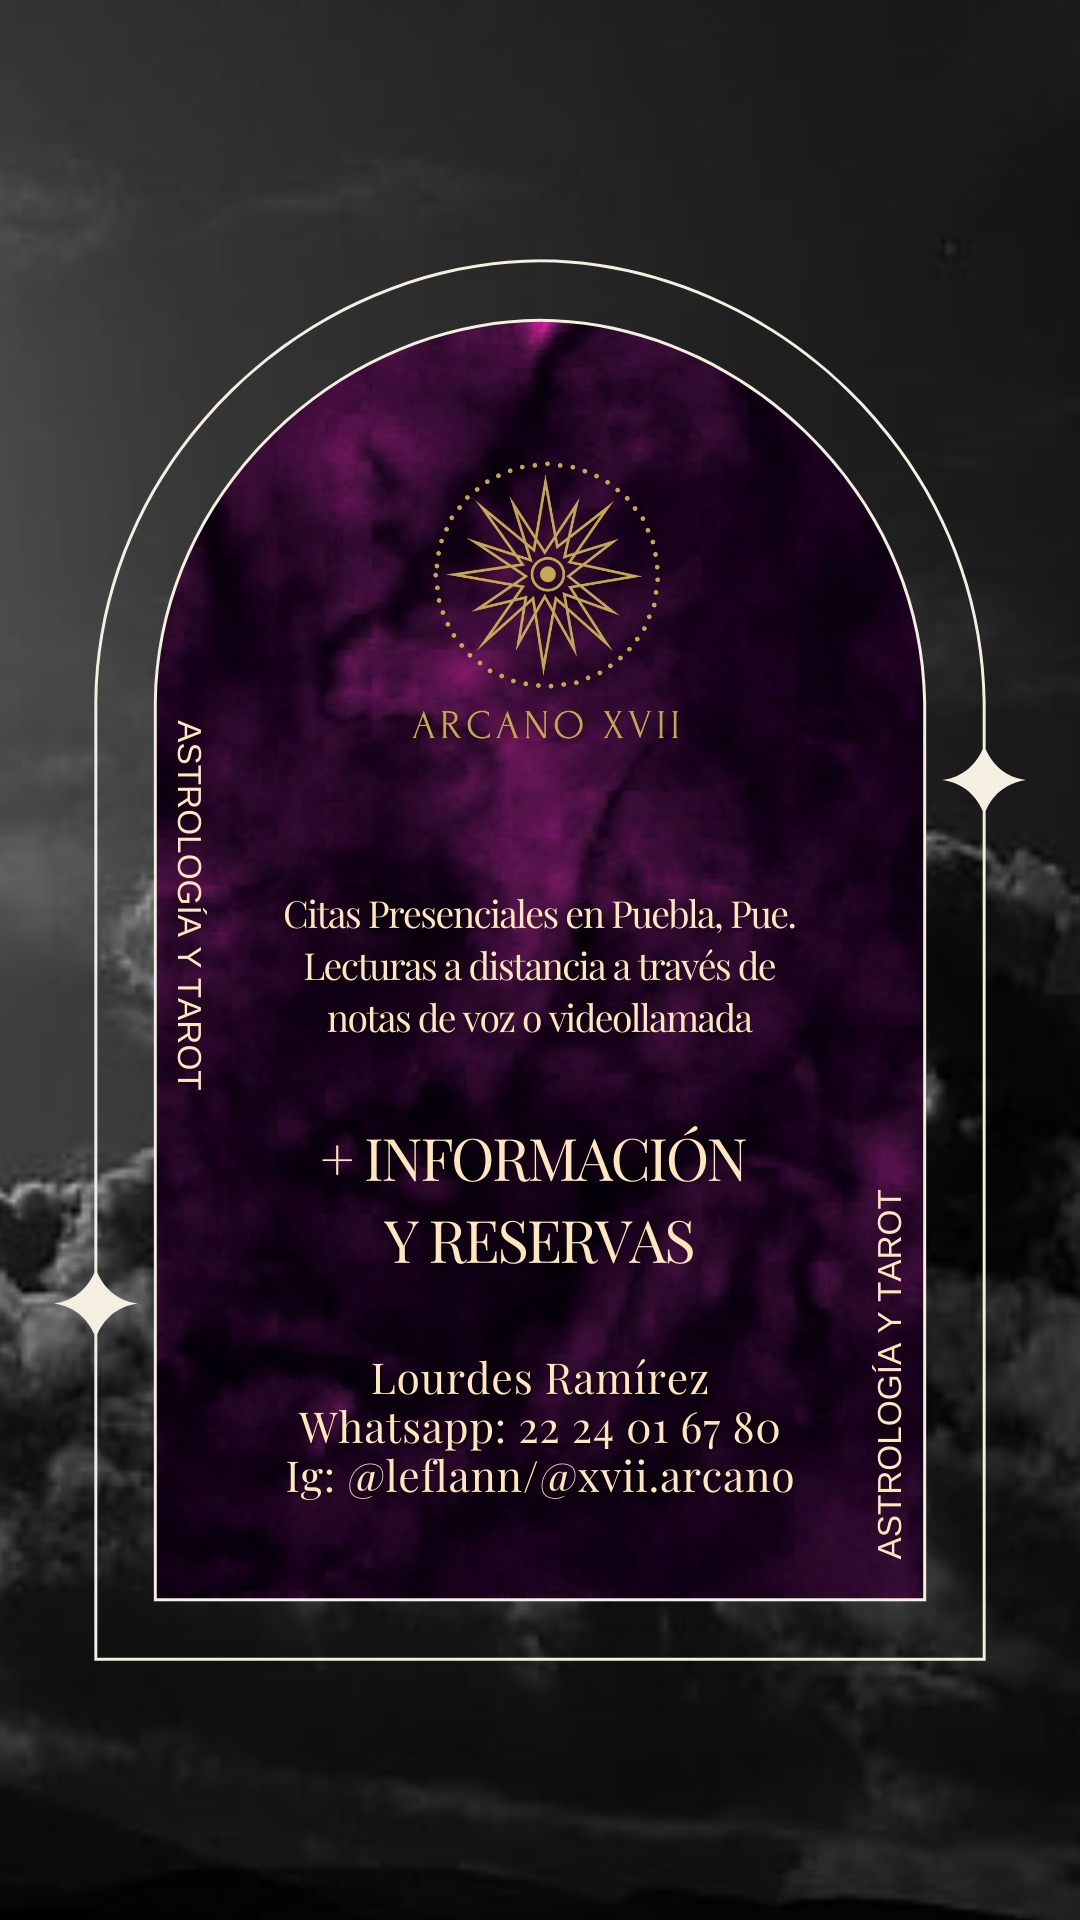 ARCANO XVII
ASTROLOGÍA Y TAROT
Citas Presenciales en Puebla, Pue.
Lecturas a distancia a través de
notas de voz o videollamada
+ INFORMACIÓN
Y RESERVAS
Lourdes Ramírez
Whatsapp: 22 24 01 67 80
Ig: @leflann/@xvii.arcano
ASTROLOGÍA Y TAROT